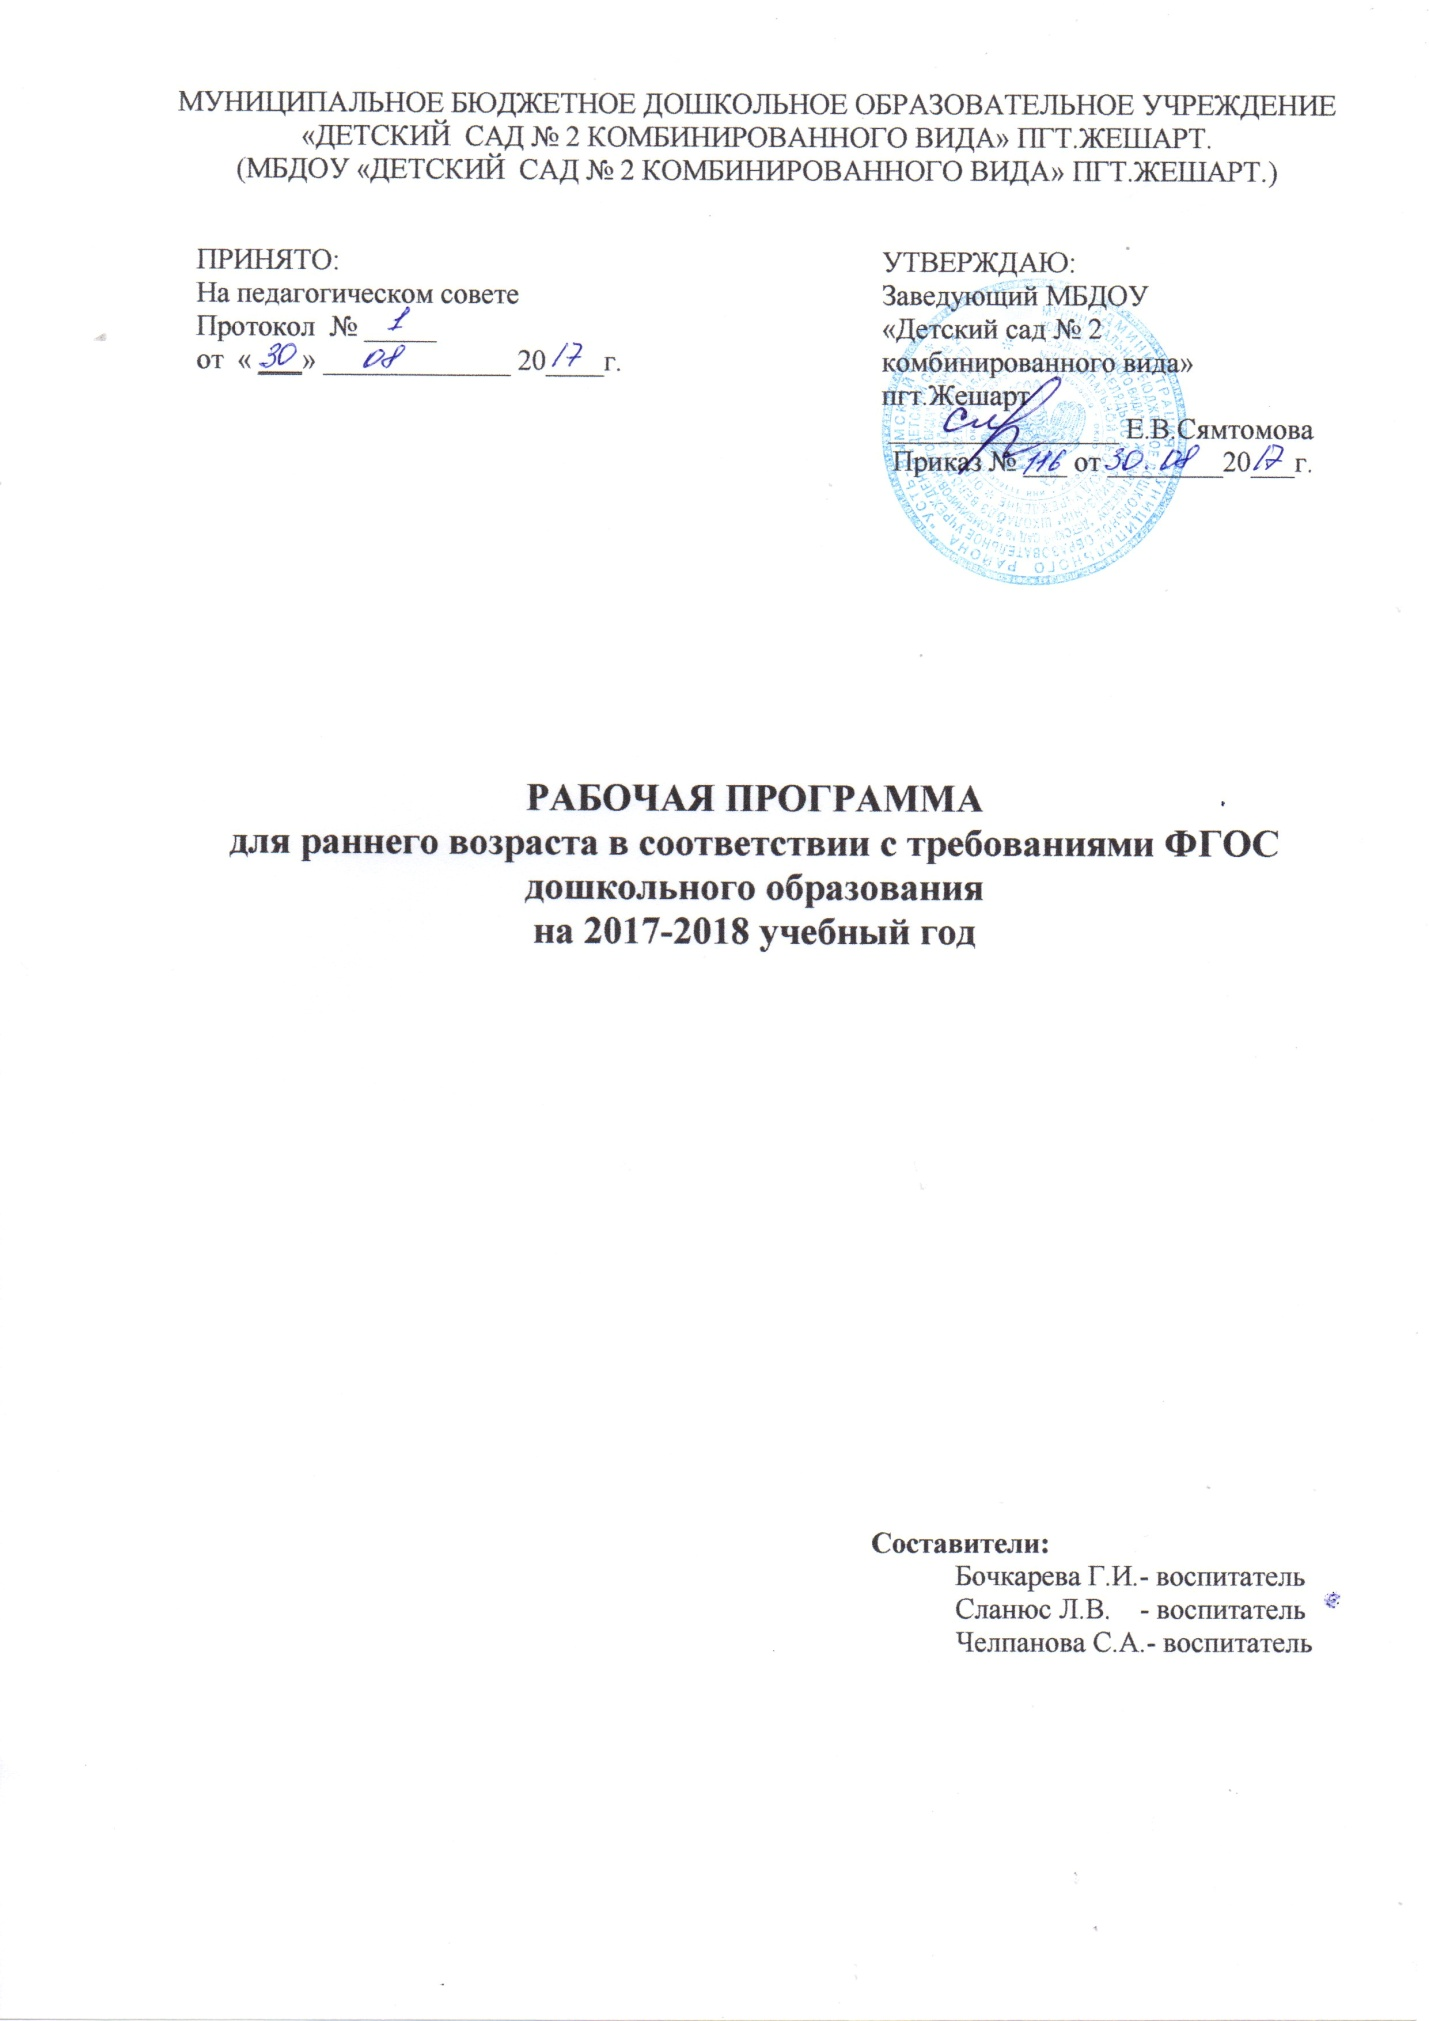 МУНИЦИПАЛЬНОЕ БЮДЖЕТНОЕ ДОШКОЛЬНОЕ ОБРАЗОВАТЕЛЬНОЕ УЧРЕЖДЕНИЕ
«ДЕТСКИЙ САД № 2 КОМБИНИРОВАННОГО ВИДА» ПГТ.ЖЕШАРТ.
(МБДОУ «ДЕТСКИЙ САД № 2 КОМБИНИРОВАННОГО ВИДА» ПГТ.ЖЕШАРТ.)
ПРИНЯТО:
На педагогическом совете
Протокол № 1
от «30» 08 2017г.
УТВЕРЖДАЮ:
Заведующий МБДОУ
«Детский сад № 2
комбинированного вида»
пгт.Жешарт
Е.В.Сямтомова
Приказ № 116 от 30.08 2017г.
РАБОЧАЯ ПРОГРАММА
для раннего возраста в соответствии с требованиями ФГОС
дошкольного образования
на 2017-2018 учебный год
Составители:
Бочкарева Г.И.- воспитатель
Сланюс Л.В. - воспитатель
Челпанова С.А.- воспитатель